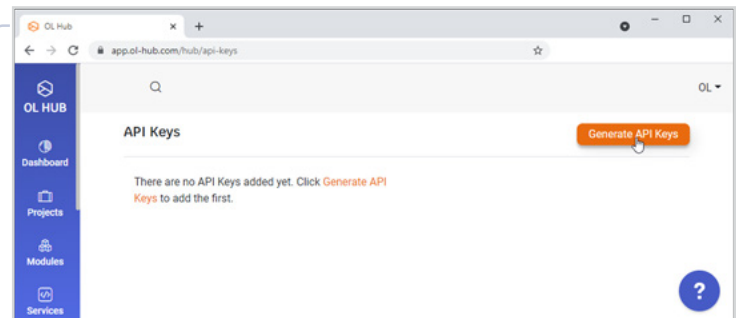 OL Hub
app.ol-hub.com/hub/api-keys
OL HUB
OL
API Keys
Generate API Keys
Dashboard
There are no API Keys added yet. Click Generate API
Keys to add the first.
Projects
Modules
Services
?